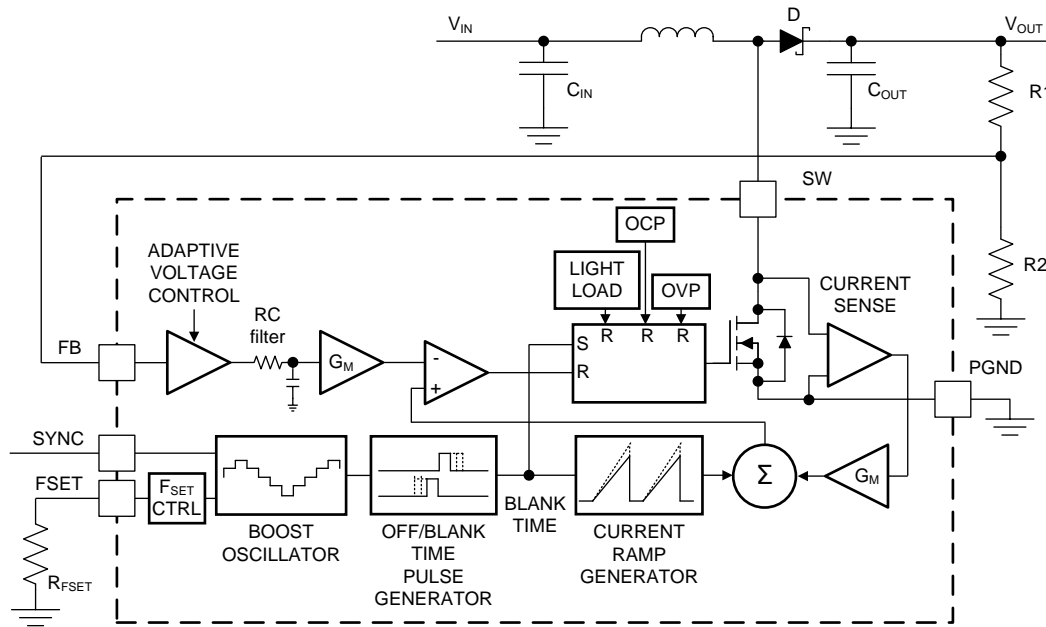 D
VIN
VOUT
CIN
COUT
R1
SW
R2
OCP
ADAPTIVE
VOLTAGE
CONTROL
LIGHT
LOAD
OVP
CURRENT
SENSE
RC
filter
R R R
FB
GM
-
+
S
R
PGND
SYNC
FSET
FSET
CTRL
Σ
GM
BLANK
TIME
BOOST
OSCILLATOR
OFF/BLANK
TIME
PULSE
GENERATOR
CURRENT
RAMP
GENERATOR
RFSET